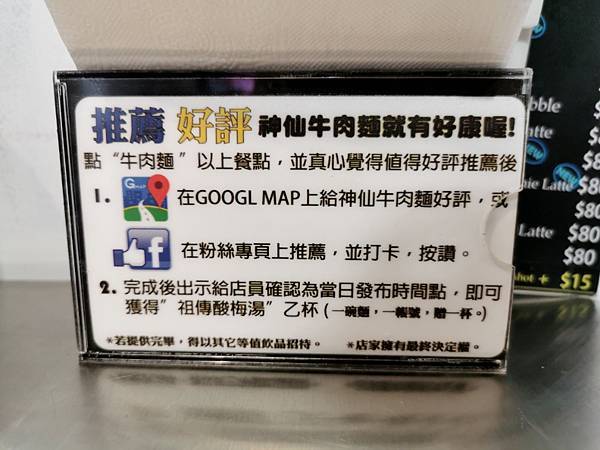 推薦 好評 神仙牛肉麵就有好康喔!
點“牛肉麵”以上餐點，並真心覺得值得好評推薦後
1. 在GOOGL MAP上給神仙牛肉麵好評，或
在粉絲專頁上推薦，並打卡，按讚。
2. 完成後出示給店員確認為當日發布時間點，即可
獲得”祖傳酸梅湯”乙杯(一碗麵，一帳號，贈一杯。)
*若提供完畢，得以其它等值飲品招待。 *店家擁有最終決定權。
Latte
Latte $80
$80
+ $15